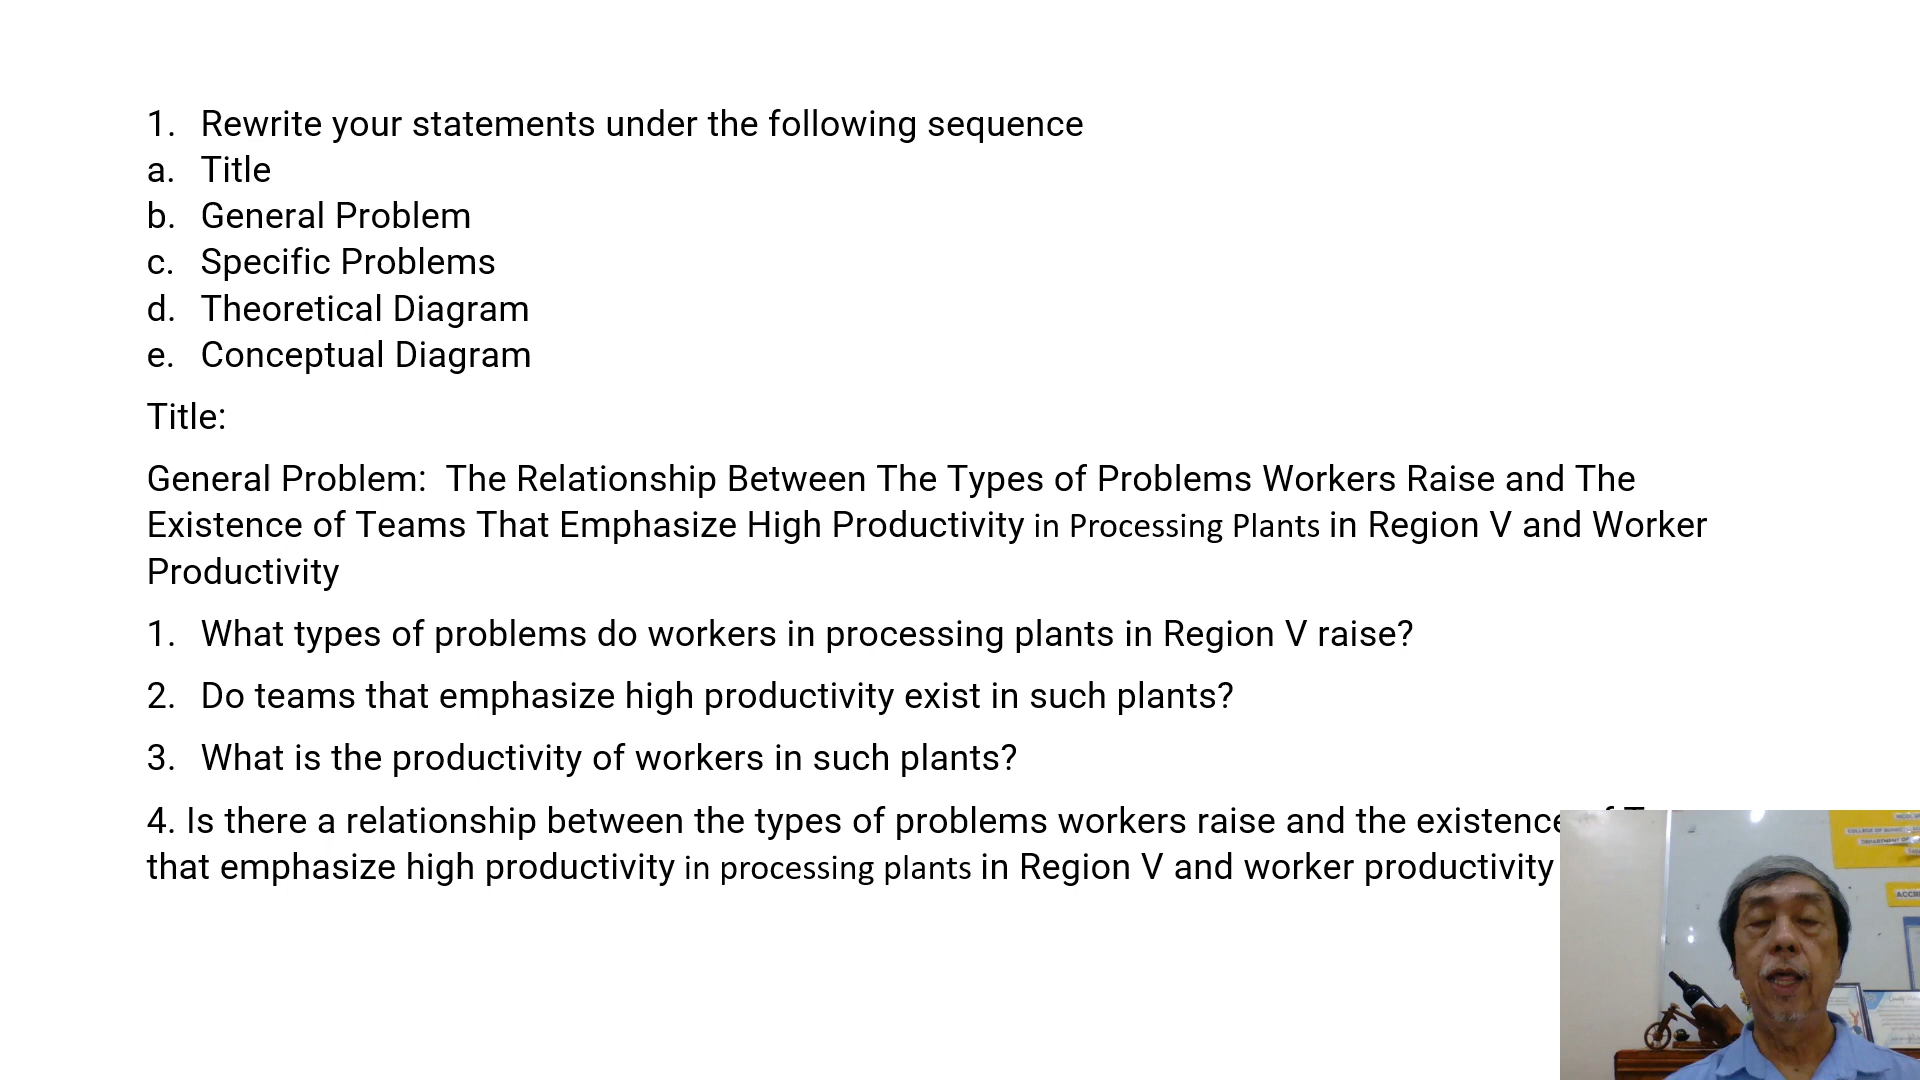 1. Rewrite your statements under the following sequence
a. Title
b. General Problem
c. Specific Problems
d. Theoretical Diagram
e. Conceptual Diagram
Title:
General Problem: The Relationship Between The Types of Problems Workers Raise and The
Existence of Teams That Emphasize High Productivity in Processing Plants in Region V and Worker
Productivity
1. What types of problems do workers in processing plants in Region V raise?
2. Do teams that emphasize high productivity exist in such plants?
3. What is the productivity of workers in such plants?
4. Is there a relationship between the types of problems workers raise and the existence
that emphasize high productivity in processing plants in Region V and worker productivity